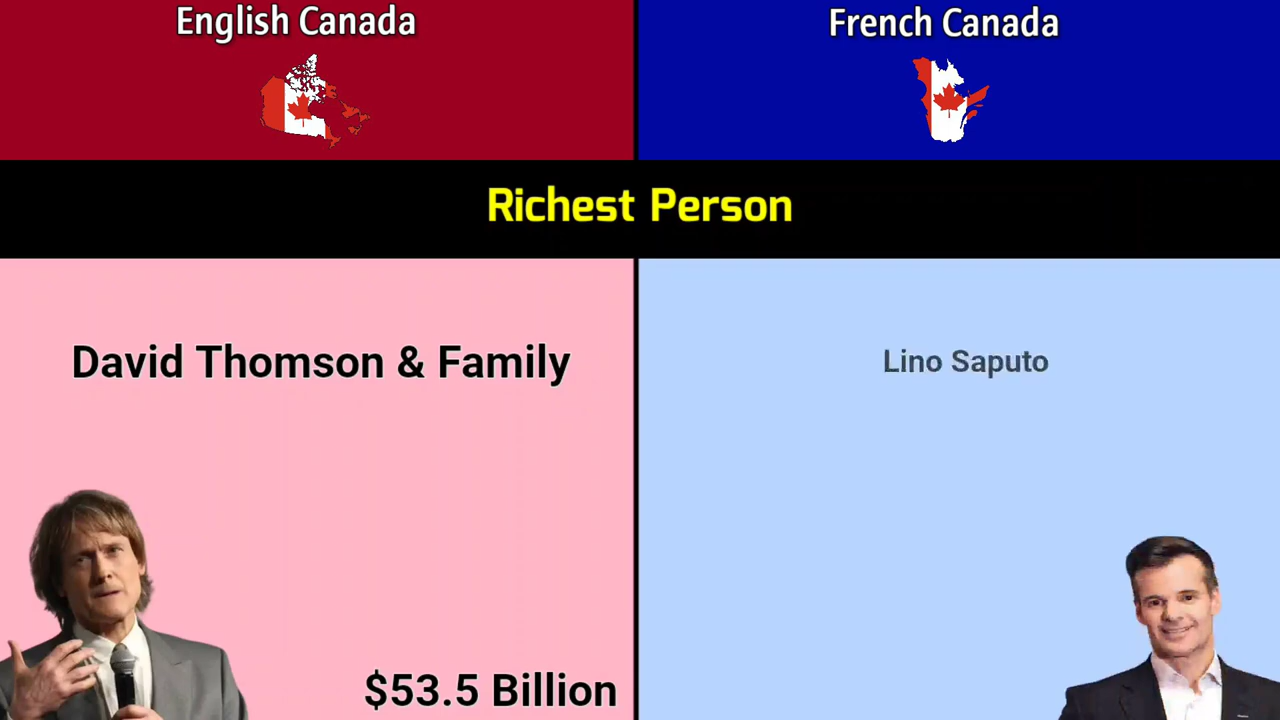 English Canada
French Canada
Richest Person
David Thomson & Family
Lino Saputo
$53.5 Billion